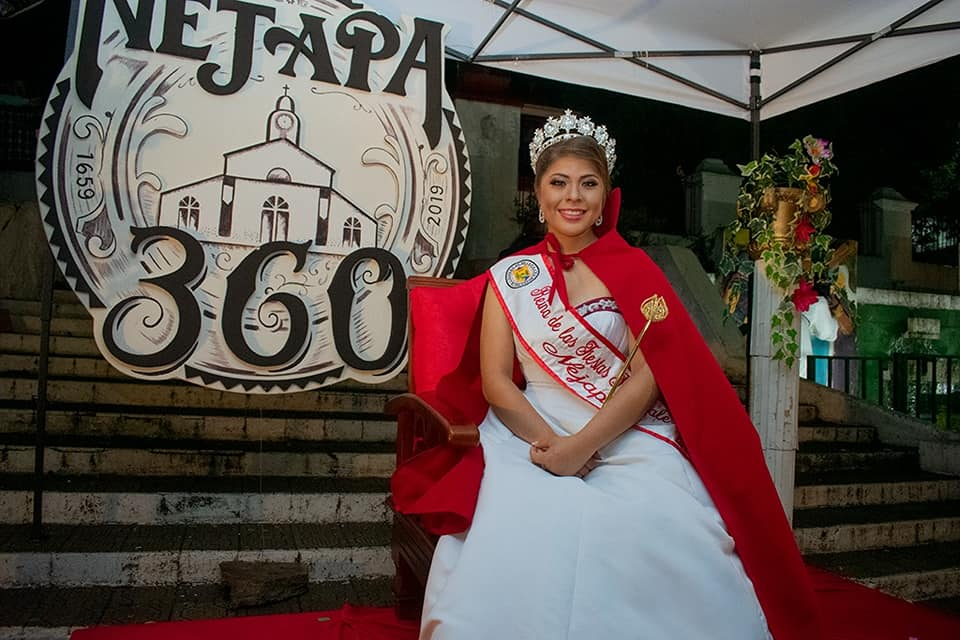 NEJAPA
1659
2019
360
Reina de las Fiestas
Nejapa